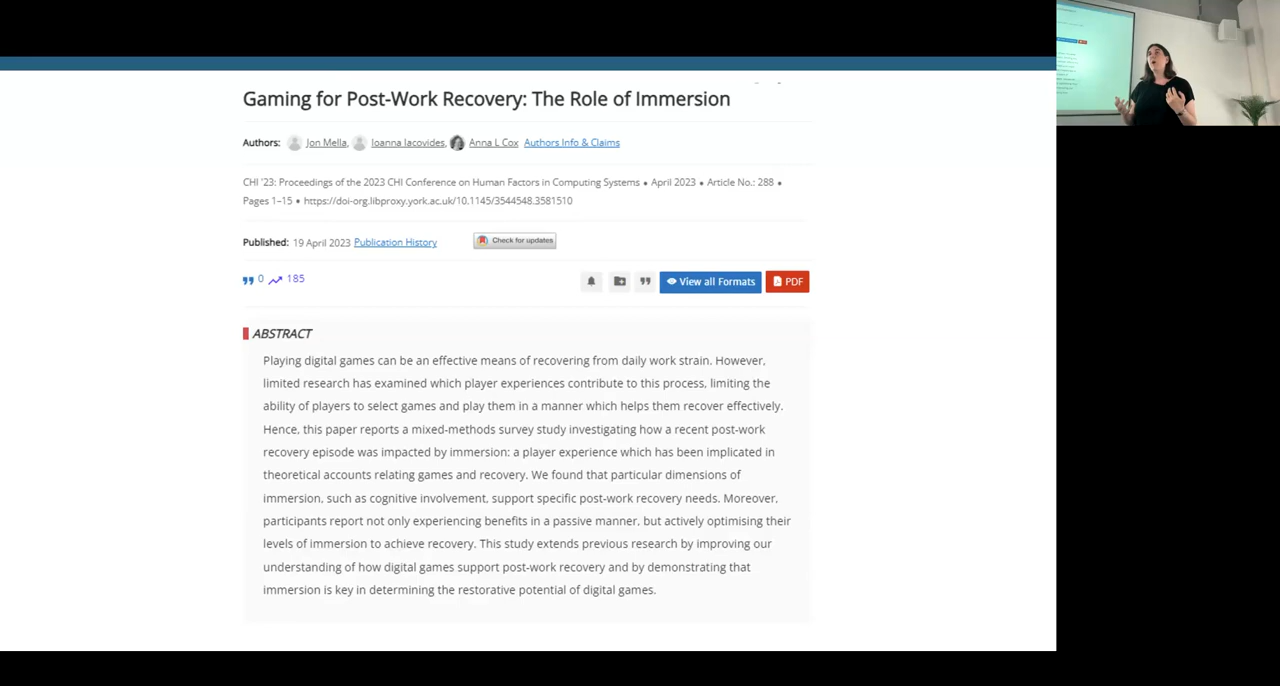 Gaming for Post-Work Recovery: The Role of Immersion
Authors: Jon Mella, Ioanna Iacovides, Anna L Cox Authors Info & Claims
CHI '23: Proceedings of the 2023 CHI Conference on Human Factors in Computing Systems • April 2023 • Article No.: 288 •
Pages 1–15 • https://doi-org.libproxy.york.ac.uk/10.1145/3544548.3581510
Published: 19 April 2023 Publication History Check for updates
0 185 View all Formats PDF
ABSTRACT
Playing digital games can be an effective means of recovering from daily work strain. However,
limited research has examined which player experiences contribute to this process, limiting the
ability of players to select games and play them in a manner which helps them recover effectively.
Hence, this paper reports a mixed-methods survey study investigating how a recent post-work
recovery episode was impacted by immersion: a player experience which has been implicated in
theoretical accounts relating games and recovery. We found that particular dimensions of
immersion, such as cognitive involvement, support specific post-work recovery needs. Moreover,
participants report not only experiencing benefits in a passive manner, but actively optimising their
levels of immersion to achieve recovery. This study extends previous research by improving our
understanding of how digital games support post-work recovery and by demonstrating that
immersion is key in determining the restorative potential of digital games.